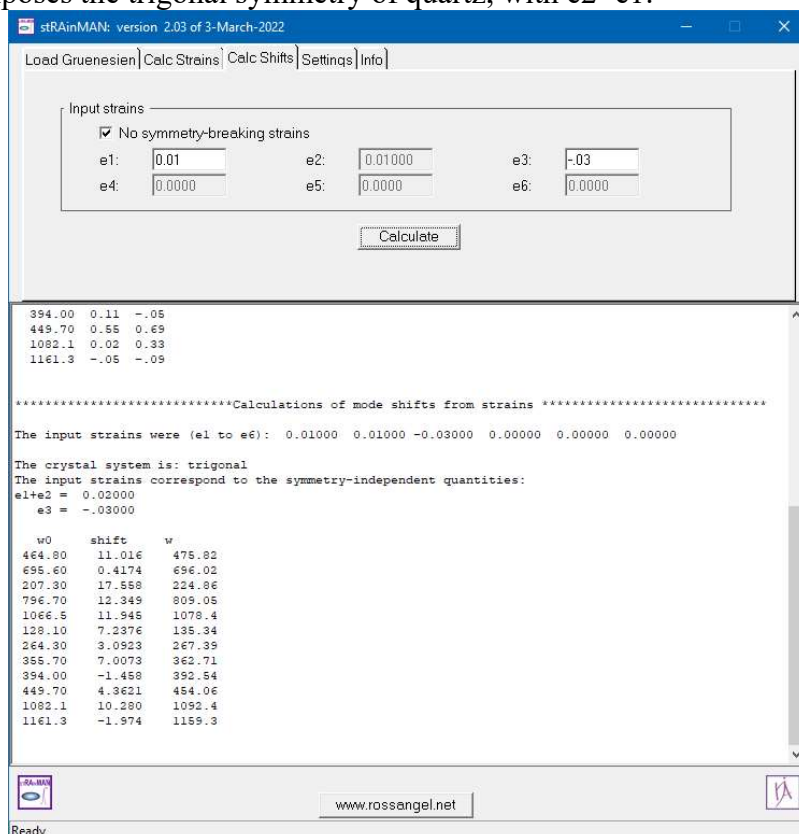 poses the trigonal symmetry of quartz, with e2=e1.
stRAinMAN: version 2.03 of 3-March-2022
Load Gruenesien Calc Strains Calc Shifts Settings Info
Input strains
No symmetry-breaking strains
e1: 0.01 e2: 0.01000 e3: -.03
e4: 0.0000 e5: 0.0000 e6: 0.0000
Calculate
394.00 0.11 -.05
449.70 0.55 0.69
1082.1 0.02 0.33
1161.3 -.05 -.09
*****************************Calculations of mode shifts from strains ******************************
The input strains were (e1 to e6): 0.01000 0.01000 -0.03000 0.00000 0.00000 0.00000
The crystal system is: trigonal
The input strains correspond to the symmetry-independent quantities:
e1+e2 = 0.02000
e3 = -.03000
w0 shift w
464.80 11.016 475.82
695.60 0.4174 696.02
207.30 17.558 224.86
796.70 12.349 809.05
1066.5 11.945 1078.4
128.10 7.2376 135.34
264.30 3.0923 267.39
355.70 7.0073 362.71
394.00 -1.458 392.54
449.70 4.3621 454.06
1082.1 10.280 1092.4
1161.3 -1.974 1159.3
www.rossangel.net
Ready